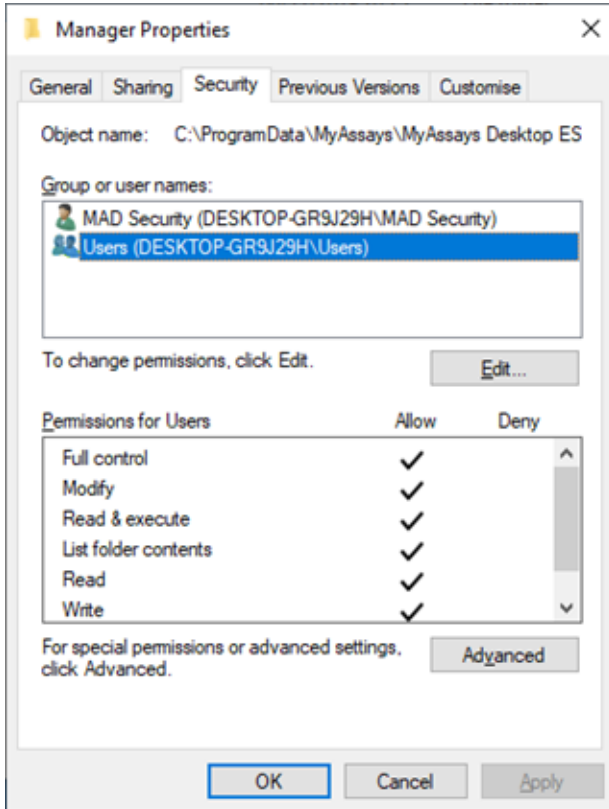 Manager Properties
General Sharing Security Previous Versions Customise
Object name: C:\ProgramData\MyAssays\MyAssays Desktop ES
Group or user names:
MAD Security (DESKTOP-GR9J29H\MAD Security)
Users (DESKTOP-GR9J29H\Users)
To change permissions, click Edit.
Edit...
Permissions for Users Allow Deny
Full control
Modify
Read & execute
List folder contents
Read
Write
For special permissions or advanced settings,
click Advanced.
Advanced
OK Cancel Apply